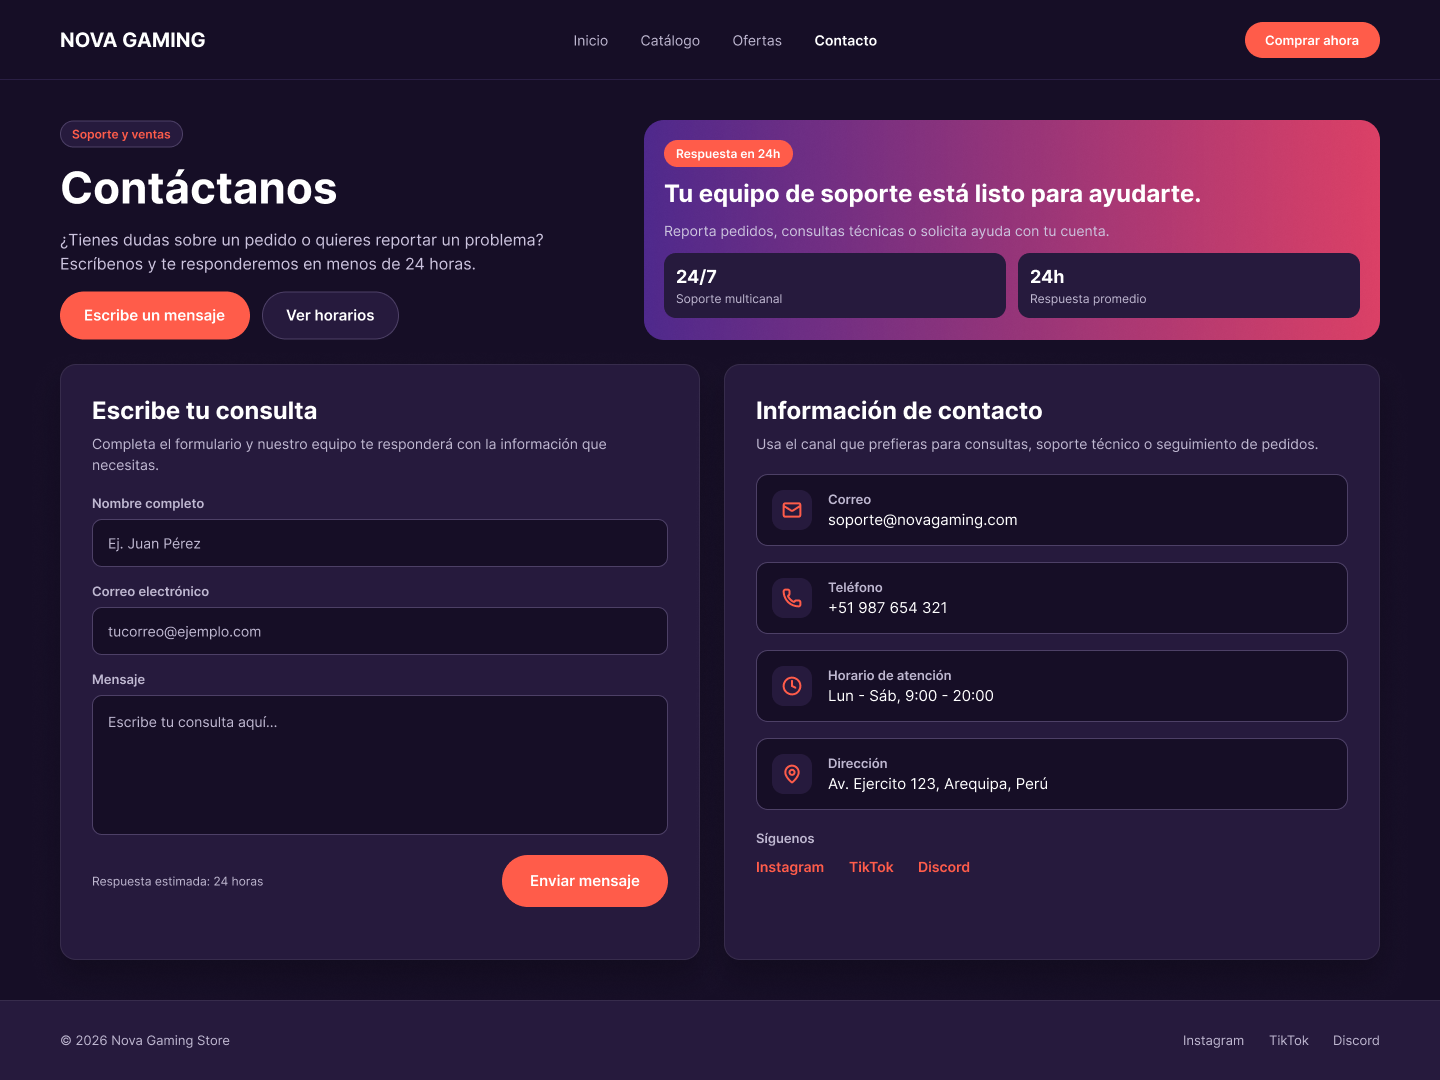 NOVA GAMING
Inicio
Catálogo
Ofertas
Contacto
Comprar ahora
Soporte y ventas
Contáctanos
¿Tienes dudas sobre un pedido o quieres reportar un problema?
Escríbenos y te responderemos en menos de 24 horas.
Escribe un mensaje
Ver horarios
Respuesta en 24h
Tu equipo de soporte está listo para ayudarte.
Reporta pedidos, consultas técnicas o solicita ayuda con tu cuenta.
24/7
Soporte multicanal
24h
Respuesta promedio
Escribe tu consulta
Completa el formulario y nuestro equipo te responderá con la información que
necesitas.
Nombre completo
Ej. Juan Pérez
Correo electrónico
tucorreo@ejemplo.com
Mensaje
Escribe tu consulta aquí...
Respuesta estimada: 24 horas
Enviar mensaje
Información de contacto
Usa el canal que prefieras para consultas, soporte técnico o seguimiento de pedidos.
Correo
soporte@novagaming.com
Teléfono
+51 987 654 321
Horario de atención
Lun - Sáb, 9:00 - 20:00
Dirección
Av. Ejercito 123, Arequipa, Perú
Síguenos
Instagram
TikTok
Discord
© 2026 Nova Gaming Store
Instagram
TikTok
Discord